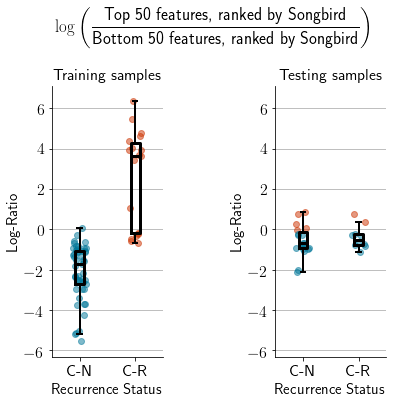 log ( Top 50 features, ranked by Songbird / Bottom 50 features, ranked by Songbird )
Training samples
Testing samples
6
4
2
0
−2
−4
−6
Log-Ratio
C-N
C-R
Recurrence Status
6
4
2
0
−2
−4
−6
Log-Ratio
C-N
C-R
Recurrence Status